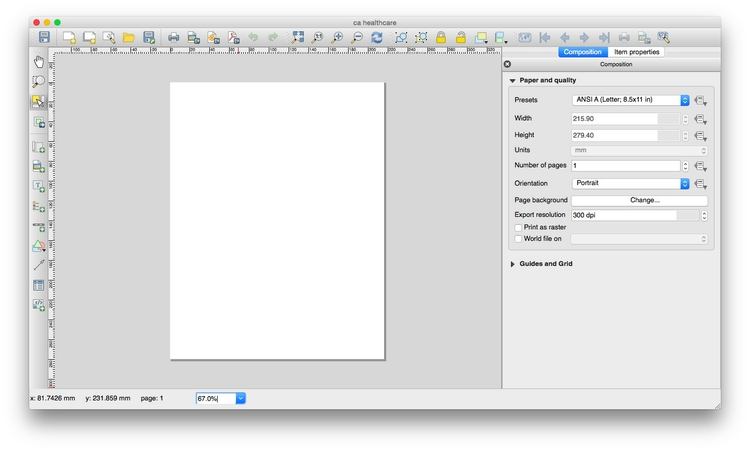 ca healthcare
Composition
Item properties
Composition
Paper and quality
Presets
ANSI A (Letter; 8.5x11 in)
Width
215.90
Height
279.40
Units
mm
Number of pages
1
Orientation
Portrait
Page background
Change...
Export resolution
300 dpi
Print as raster
World file on
Guides and Grid
x: 81.7426 mm
y: 231.859 mm
page: 1
67.0%